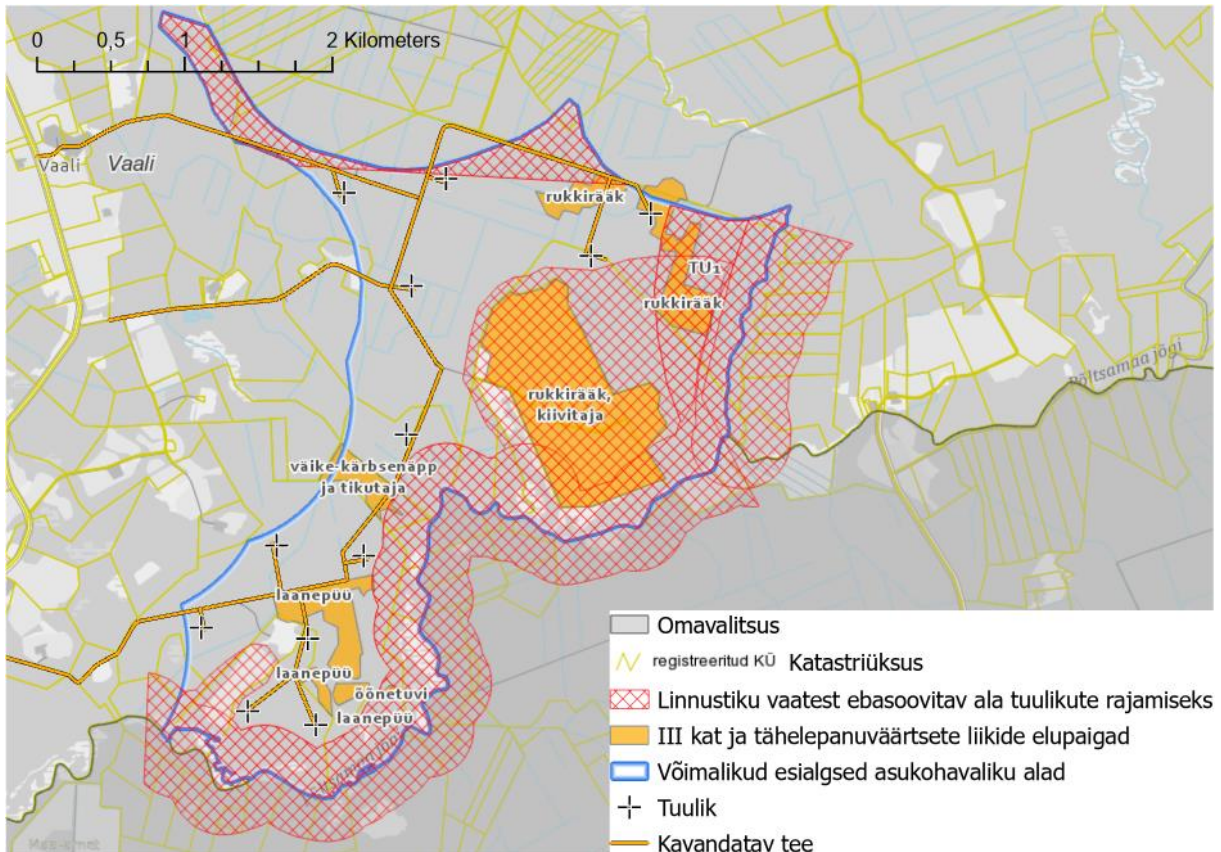 0 0,5 1 2 Kilometers
Vaali Vaali
rukkirääk
TU1
rukkirääk
rukkirääk,
kiivitaja
Põltsamaa jõgi
väike-kärbsenapp
ja tikutaja
laanepüü
laanepüü
õõnetuvi
laanepüü
Omavalitsus
registreeritud KÜ Katastriüksus
Linnustiku vaatest ebasoovitav ala tuulikute rajamiseks
III kat ja tähelepanuväärtsete liikide elupaigad
Võimalikud esialgsed asukohavaliku alad
Tuulik
Kavandatav tee